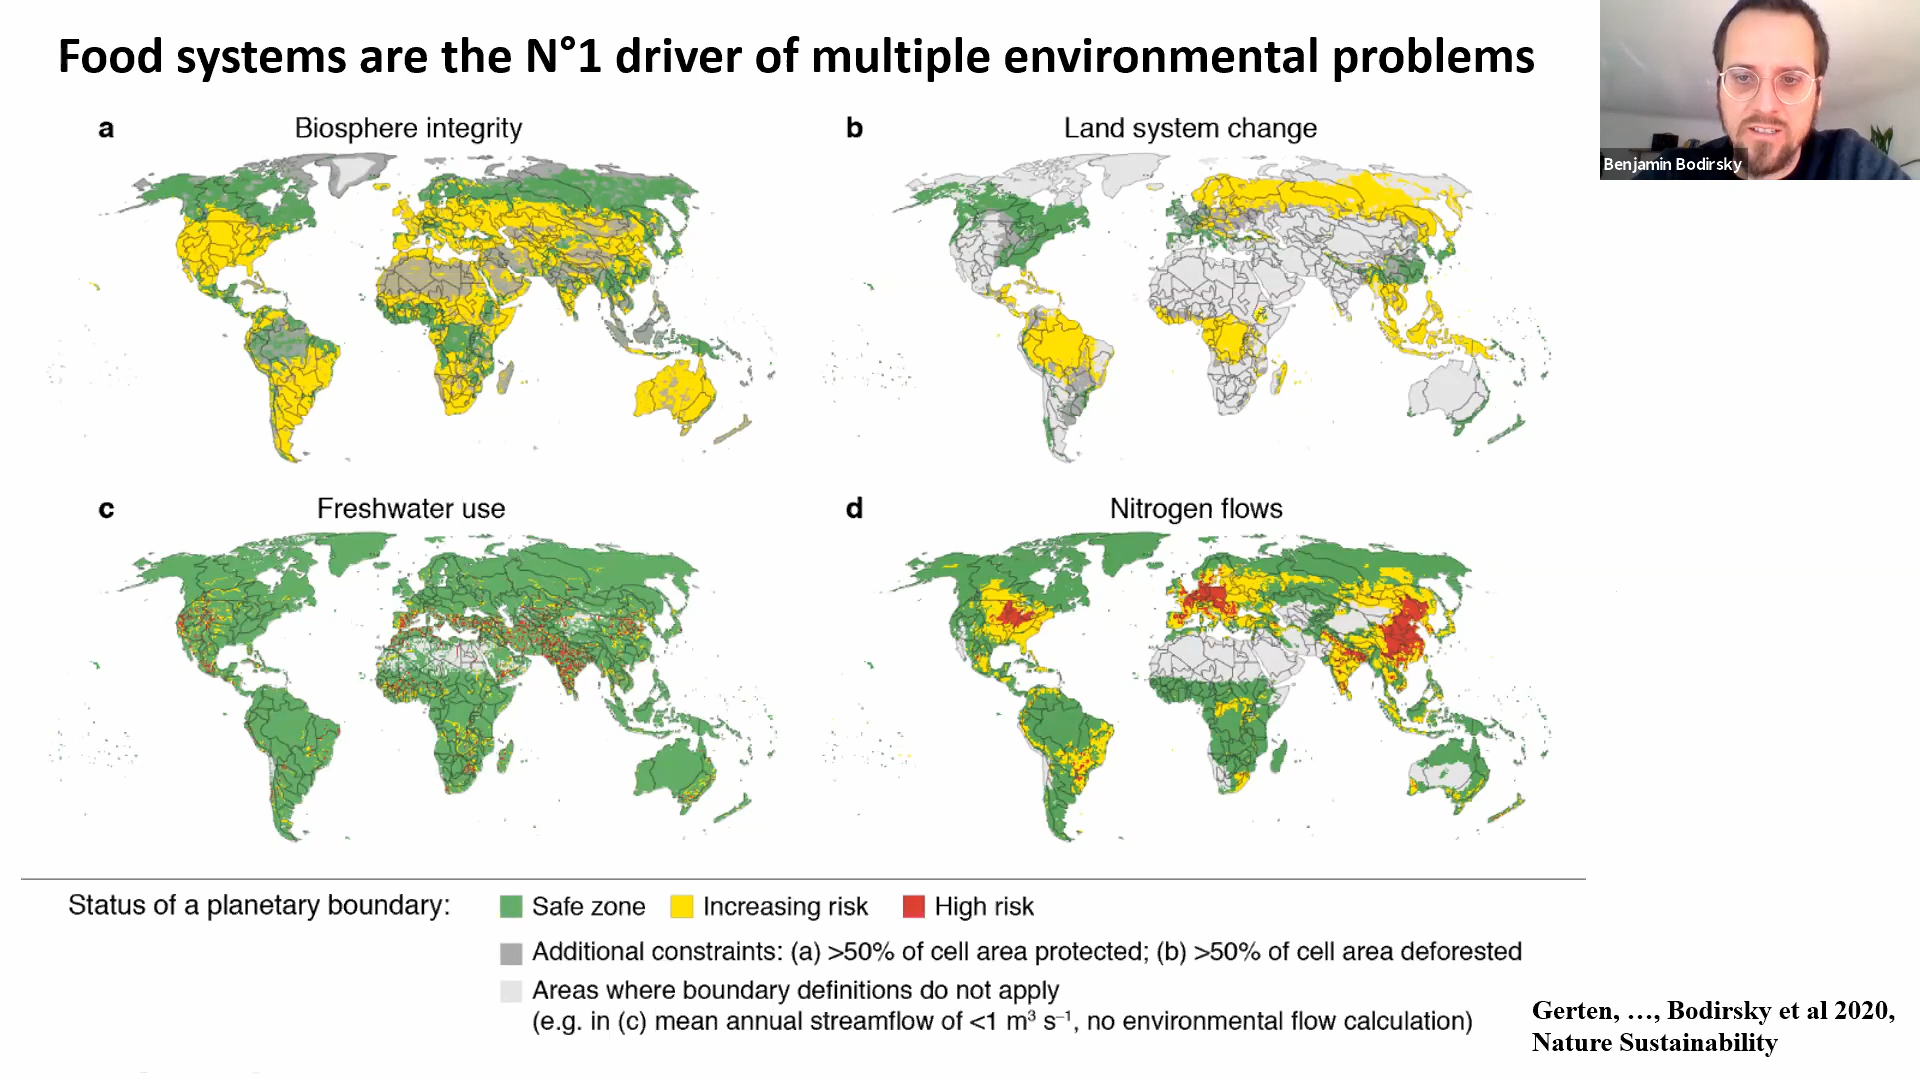 Food systems are the N°1 driver of multiple environmental problems
Benjamin Bodirsky
a Biosphere integrity
b Land system change
c Freshwater use
d Nitrogen flows
Status of a planetary boundary:
Safe zone
Increasing risk
High risk
Additional constraints: (a) >50% of cell area protected; (b) >50% of cell area deforested
Areas where boundary definitions do not apply
(e.g. in (c) mean annual streamflow of <1 m³ s⁻¹, no environmental flow calculation)
Gerten, …, Bodirsky et al 2020,
Nature Sustainability